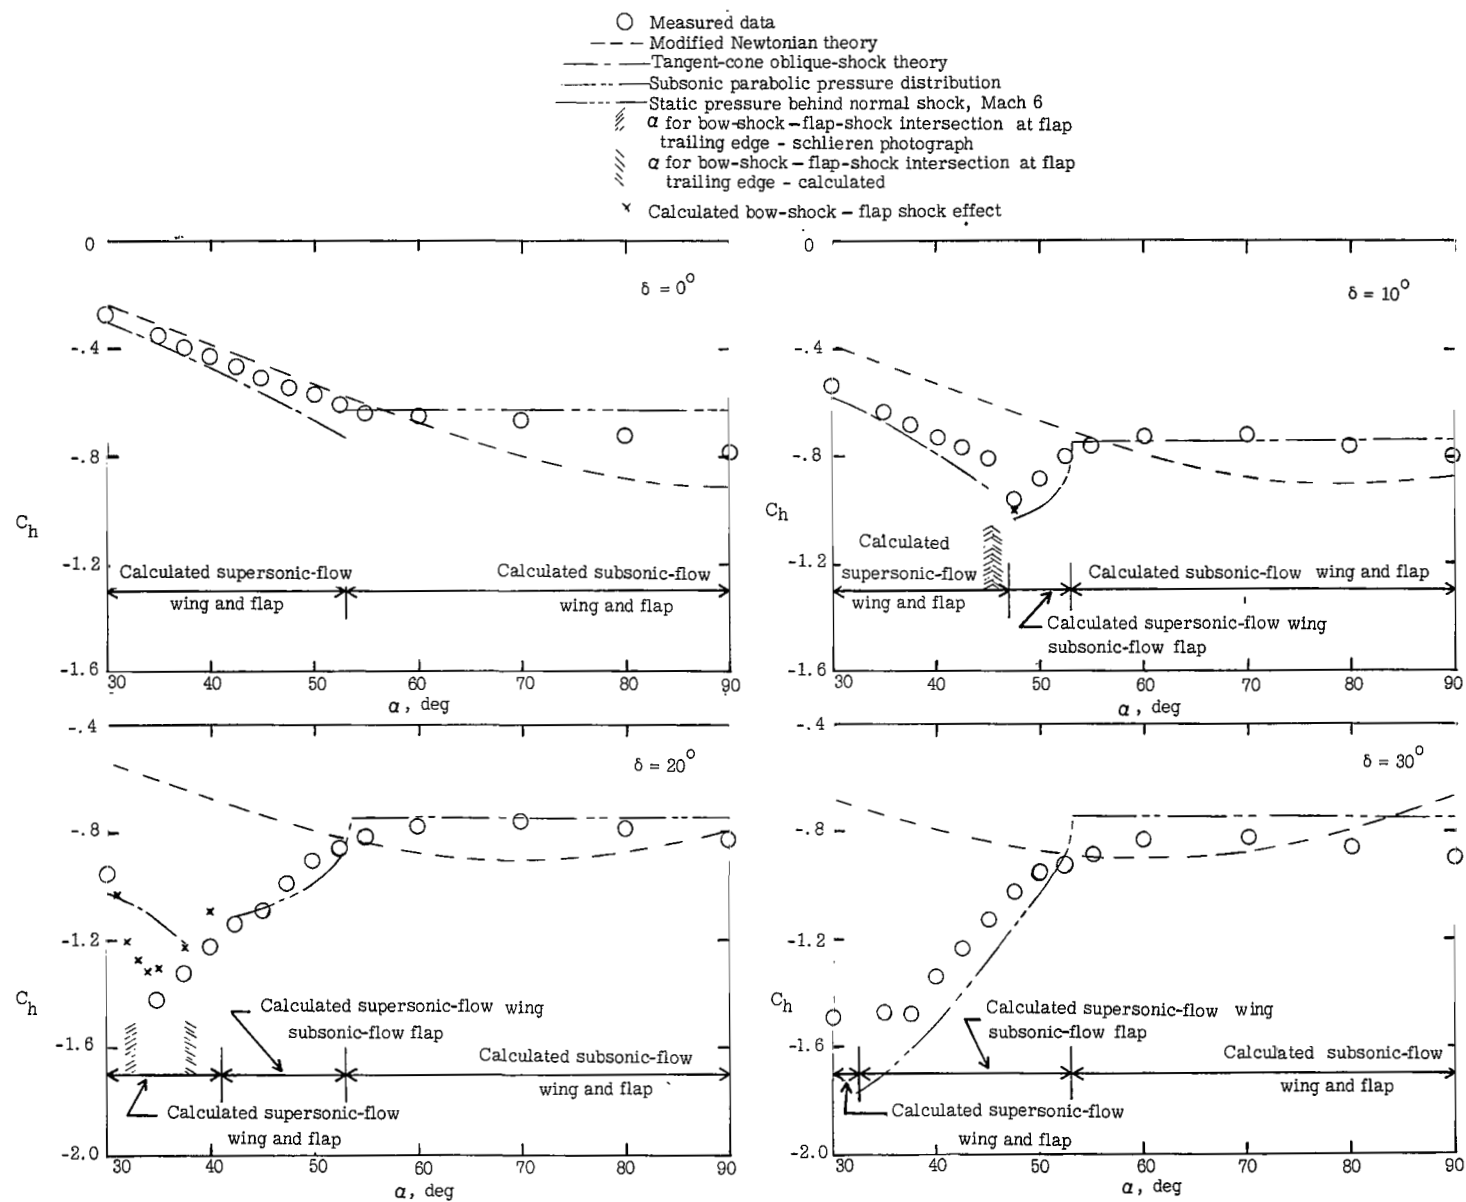 Measured data
Modified Newtonian theory
Tangent-cone oblique-shock theory
Subsonic parabolic pressure distribution
Static pressure behind normal shock, Mach 6
α for bow-shock – flap-shock intersection at flap
trailing edge - schlieren photograph
α for bow-shock – flap-shock intersection at flap
trailing edge - calculated
Calculated bow-shock – flap shock effect
0
-.4
-.8
-1.2
-1.6
C_h
δ = 0°
Calculated supersonic-flow
wing and flap
Calculated subsonic-flow
wing and flap
30 40 50 60 70 80 90
α, deg
0
-.4
-.8
-1.2
-1.6
C_h
δ = 10°
Calculated
supersonic-flow
wing and flap
Calculated subsonic-flow wing and flap
Calculated supersonic-flow wing
subsonic-flow flap
30 40 50 60 70 80 90
α, deg
-.4
-.8
-1.2
-1.6
-2.0
C_h
δ = 20°
Calculated supersonic-flow wing
subsonic-flow flap
Calculated subsonic-flow
wing and flap
Calculated supersonic-flow
wing and flap
30 40 50 60 70 80 90
α, deg
-.4
-.8
-1.2
-1.6
-2.0
C_h
δ = 30°
Calculated supersonic-flow wing
subsonic-flow flap
Calculated subsonic-flow
wing and flap
Calculated supersonic-flow
wing and flap
30 40 50 60 70 80 90
α, deg